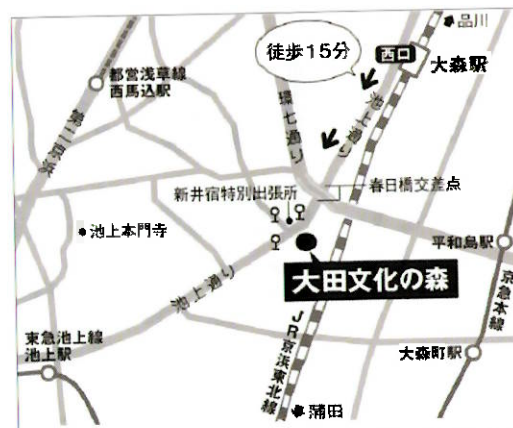 品川
徒歩15分
西口
大森駅
都営浅草線
西馬込駅
第二京浜
環七通り
池上通り
新井宿特別出張所
春日橋交差点
池上本門寺
平和島駅
大田文化の森
池上通り
京急本線
東急池上線
池上駅
JR京浜東北線
大森町駅
蒲田